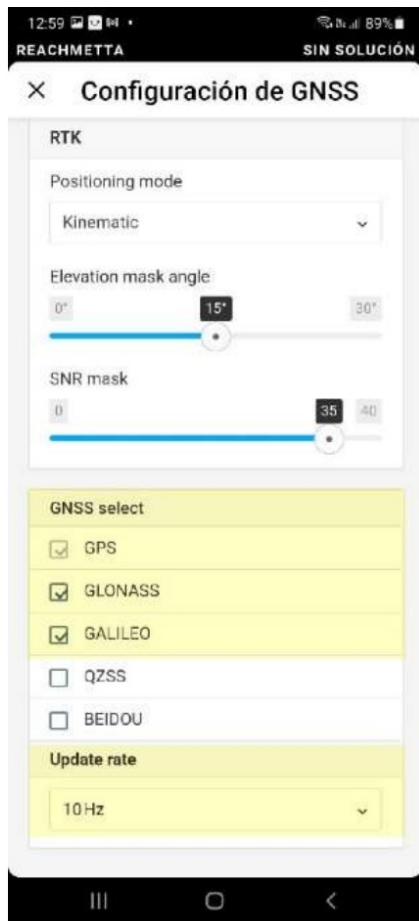 12:59 89%
REACHMETTA SIN SOLUCIÓN
× Configuración de GNSS
RTK
Positioning mode
Kinematic
Elevation mask angle
0° 15° 30°
SNR mask
0 35 40
GNSS select
GPS
GLONASS
GALILEO
QZSS
BEIDOU
Update rate
10 Hz